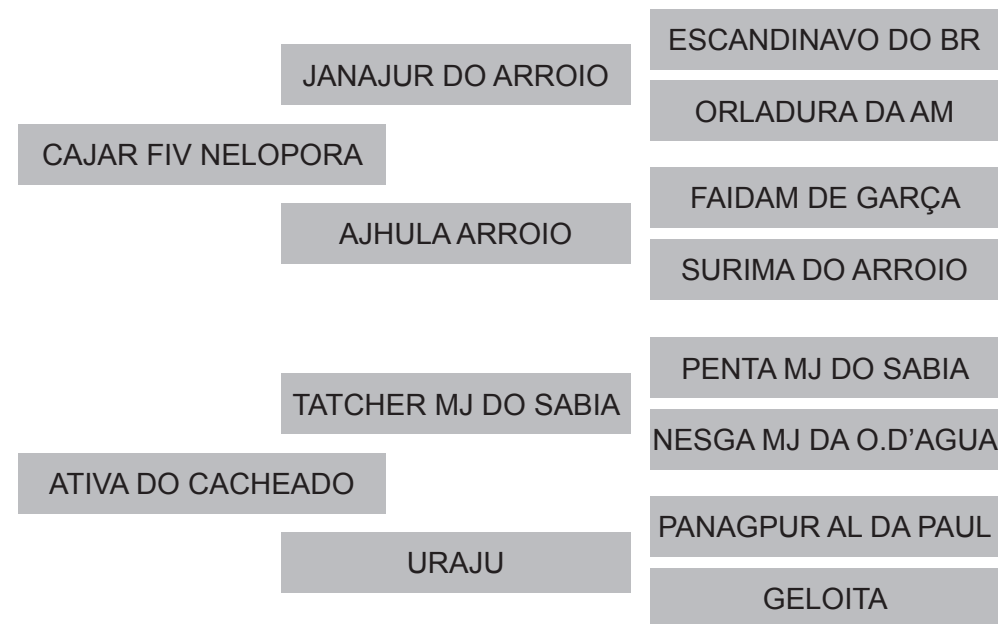 ESCANDINAVO DO BR
JANAJUR DO ARROIO
ORLADURA DA AM
CAJAR FIV NELOPORA
FAIDAM DE GARÇA
AJHULA ARROIO
SURIMA DO ARROIO
PENTA MJ DO SABIA
TATCHER MJ DO SABIA
NESGA MJ DA O.D’AGUA
ATIVA DO CACHEADO
PANAGPUR AL DA PAUL
URAJU
GELOITA